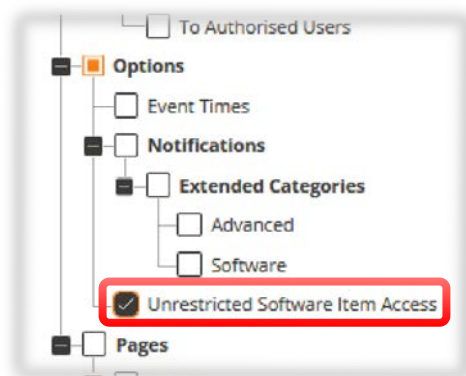 To Authorised Users
Options
Event Times
Notifications
Extended Categories
Advanced
Software
Unrestricted Software Item Access
Pages